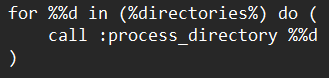 for %%d in (%directories%) do (
    call :process_directory %%d
)